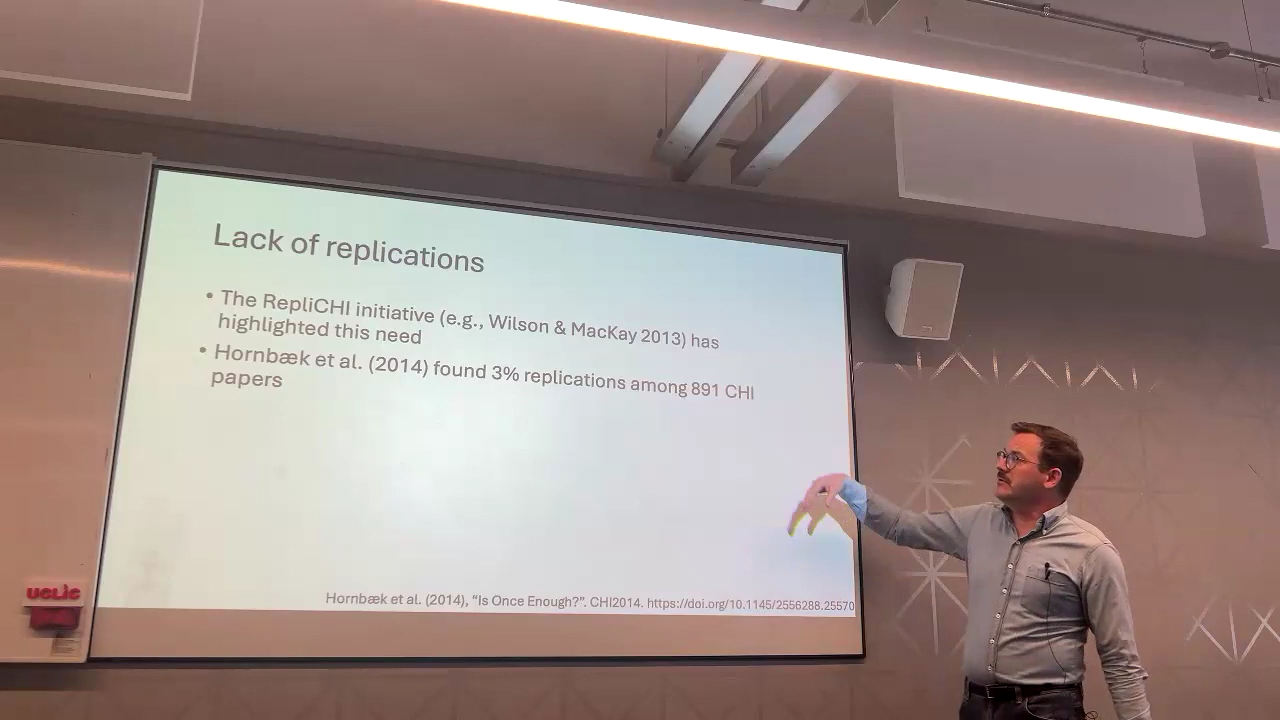 Lack of replications
• The RepliCHI initiative (e.g., Wilson & MacKay 2013) has
highlighted this need
• Hornbæk et al. (2014) found 3% replications among 891 CHI
papers
Hornbæk et al. (2014), “Is Once Enough?”. CHI2014. https://doi.org/10.1145/2556288.25570
UCLIC